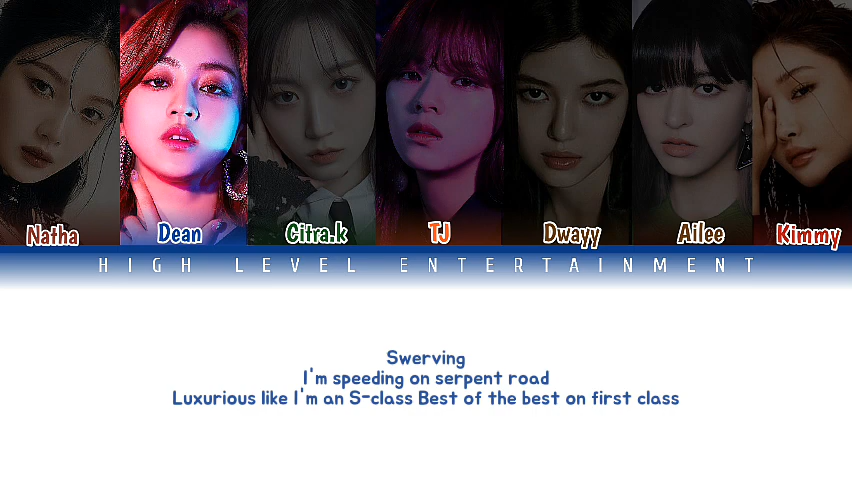 Natha Dean Citra.k TJ Dwayy Ailee Kimmy
HIGH LEVEL ENTERTAINMENT
Swerving
I'm speeding on serpent road
Luxurious like I'm an S-class Best of the best on first class